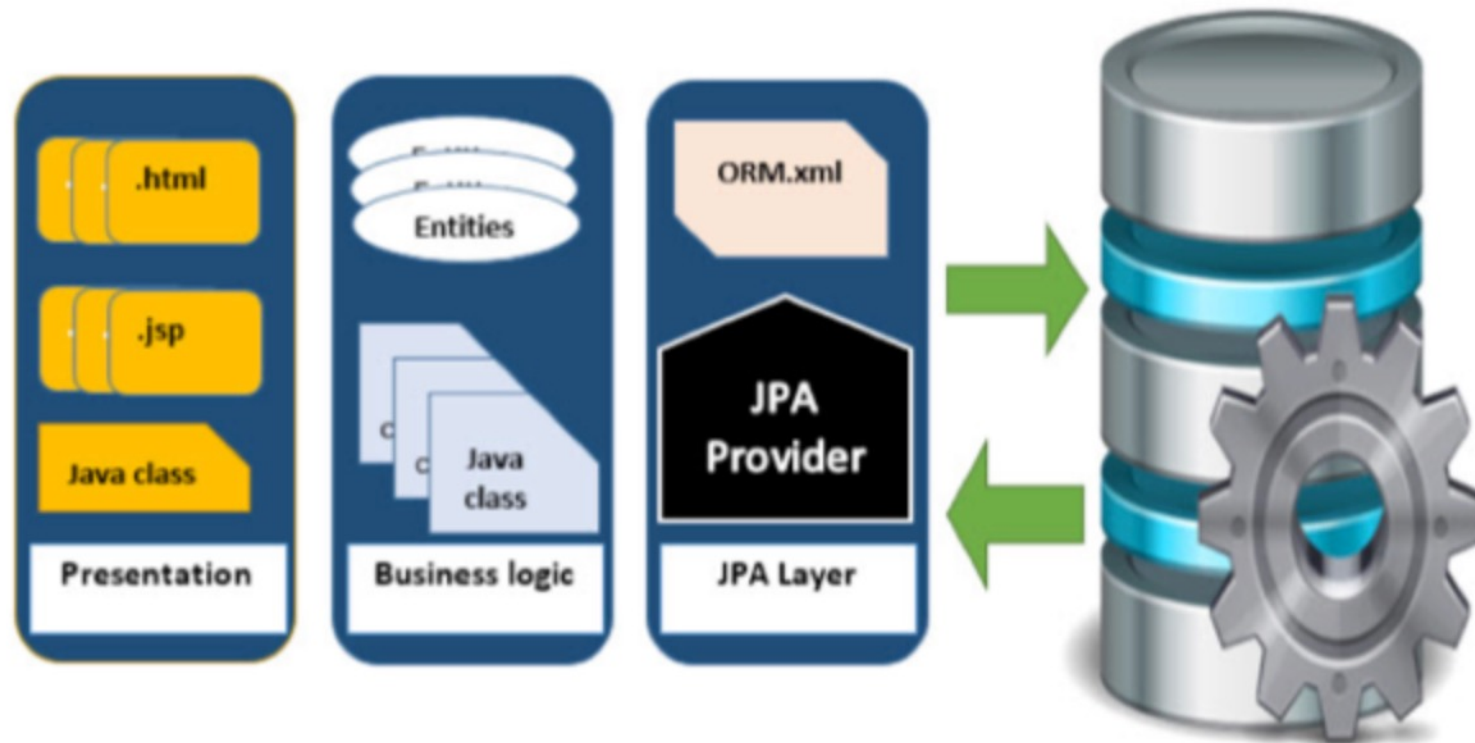 .html
.jsp
Java class
Presentation
Entities
Java
class
Business logic
ORM.xml
JPA
Provider
JPA Layer